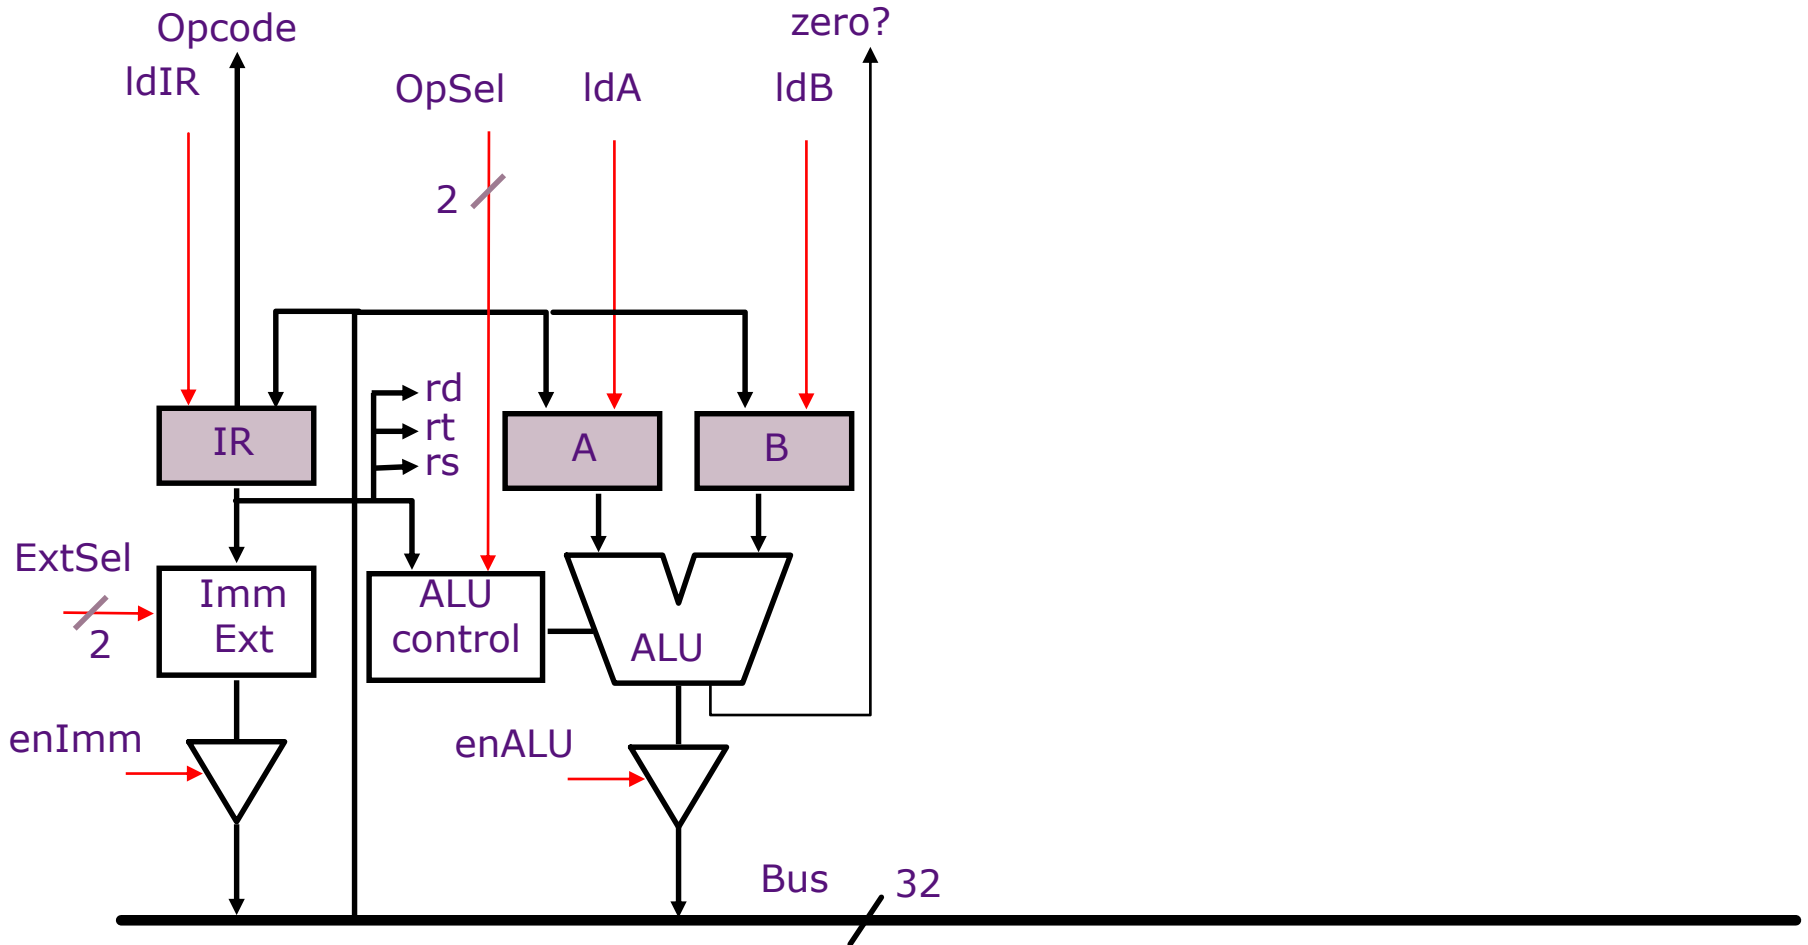 Opcode
zero?
ldIR
OpSel
ldA
ldB
2
rd
rt
rs
IR
A
B
ExtSel
2
Imm
Ext
ALU
control
ALU
enImm
enALU
Bus
32